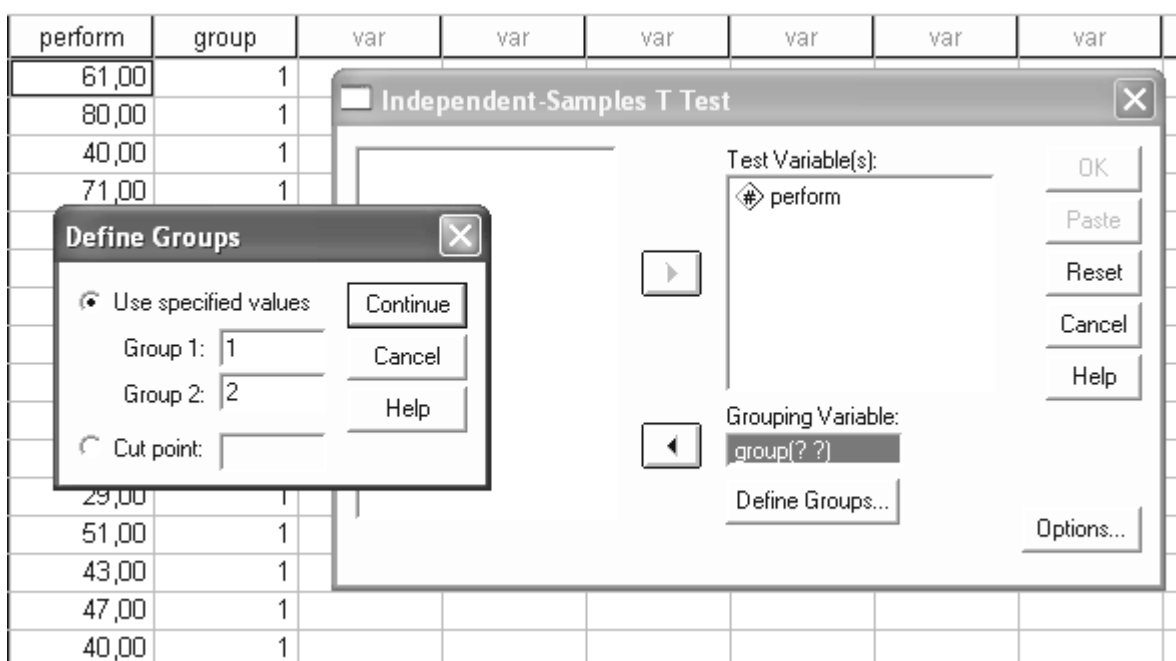 perform group var var var var var var
61,00 1
80,00 1
40,00 1
71,00 1
Independent-Samples T Test
Test Variable(s):
perform
OK
Paste
Reset
Cancel
Help
Grouping Variable:
group(? ?)
Define Groups...
Options...
Define Groups
Use specified values
Group 1: 1
Group 2: 2
Cut point:
Continue
Cancel
Help
29,00 1
51,00 1
43,00 1
47,00 1
40,00 1